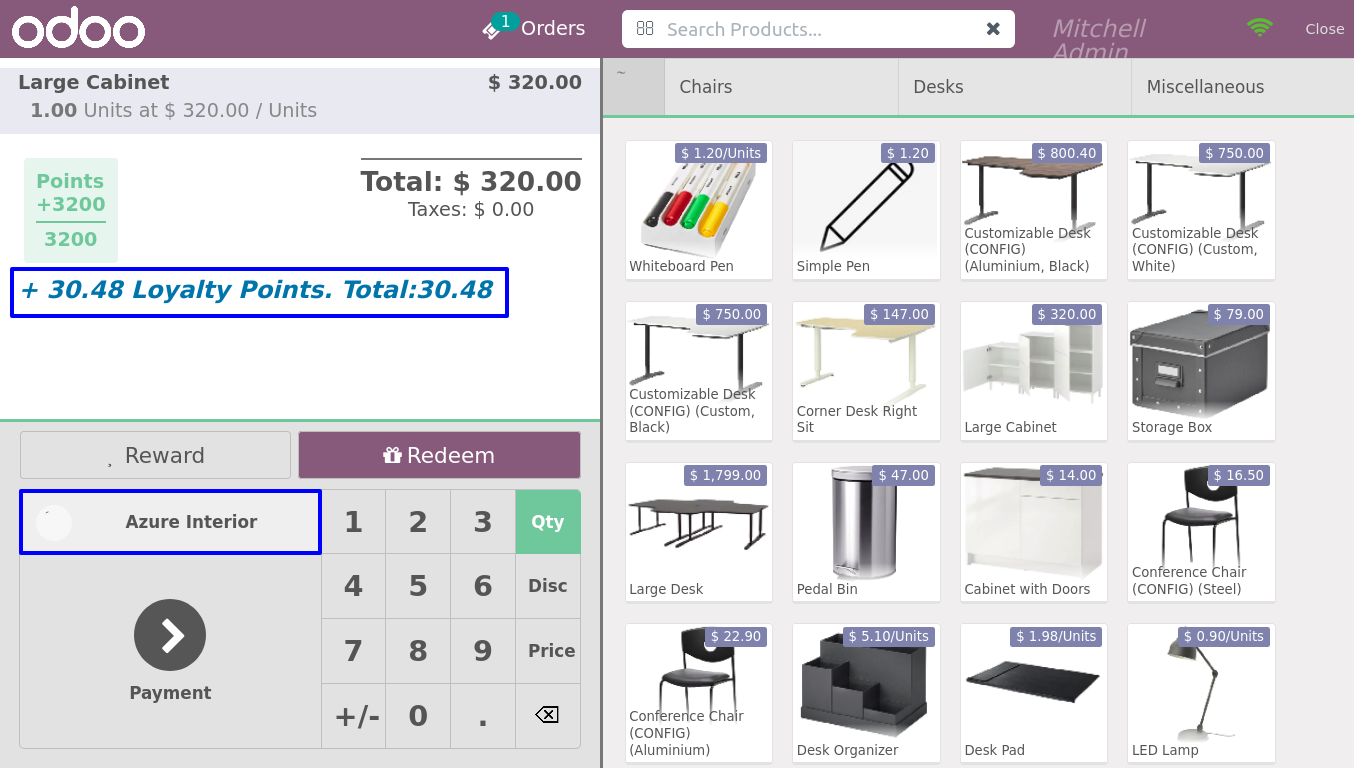 odoo
1
Orders
Search Products...
Mitchell
Admin
Close
Large Cabinet $ 320.00
1.00 Units at $ 320.00 / Units
Points
+3200
3200
Total: $ 320.00
Taxes: $ 0.00
+ 30.48 Loyalty Points. Total:30.48
Reward
Redeem
Azure Interior
1 2 3 Qty
4 5 6 Disc
7 8 9 Price
+/- 0 .
Payment
~
Chairs
Desks
Miscellaneous
$ 1.20/Units
Whiteboard Pen
$ 1.20
Simple Pen
$ 800.40
Customizable Desk
(CONFIG)
(Aluminium, Black)
$ 750.00
Customizable Desk
(CONFIG) (Custom,
White)
$ 750.00
Customizable Desk
(CONFIG) (Custom,
Black)
$ 147.00
Corner Desk Right
Sit
$ 320.00
Large Cabinet
$ 79.00
Storage Box
$ 1,799.00
Large Desk
$ 47.00
Pedal Bin
$ 14.00
Cabinet with Doors
$ 16.50
Conference Chair
(CONFIG) (Steel)
$ 22.90
Conference Chair
(CONFIG)
(Aluminium)
$ 5.10/Units
Desk Organizer
$ 1.98/Units
Desk Pad
$ 0.90/Units
LED Lamp